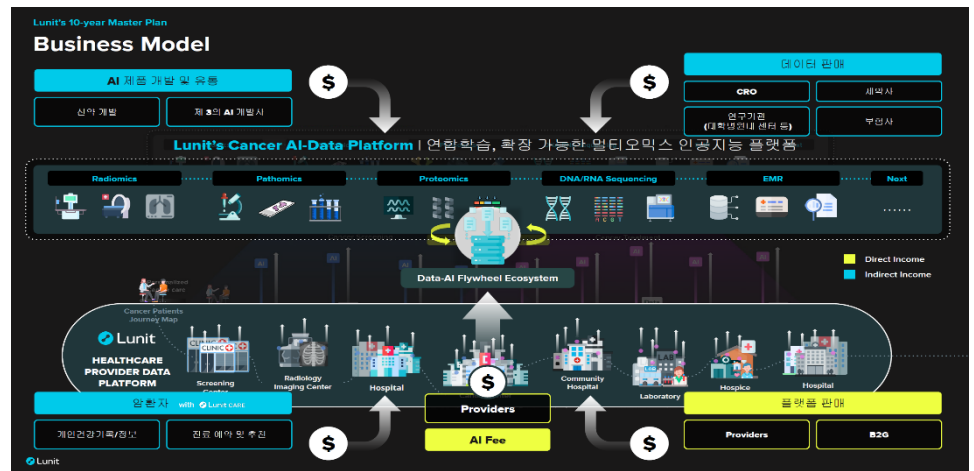 Lunit's 10-year Master Plan
Business Model
AI 제품 개발 및 유통
신약 개발
제 3의 AI 개발사
$
$
데이터 판매
CRO
제약사
연구기관
(대학병원내 센터 등)
보험사
Lunit's Cancer AI-Data Platform | 연합학습, 확장 가능한 멀티오믹스 인공지능 플랫폼
Radiomics
Pathomics
Proteomics
DNA/RNA Sequencing
EMR
Next
Data-AI Flywheel Ecosystem
Direct Income
Indirect Income
Cancer Patients
Journey Map
Lunit
HEALTHCARE
PROVIDER DATA
PLATFORM
CLINIC
Screening
Radiology
Imaging Center
Hospital
Community
Hospital
LAB
Laboratory
Hospice
Hospital
암환자 with Lunit CARE
개인건강기록/정보
진료 예약 및 추천
$
$
Providers
AI Fee
$
플랫폼 판매
Providers
B2G
Lunit